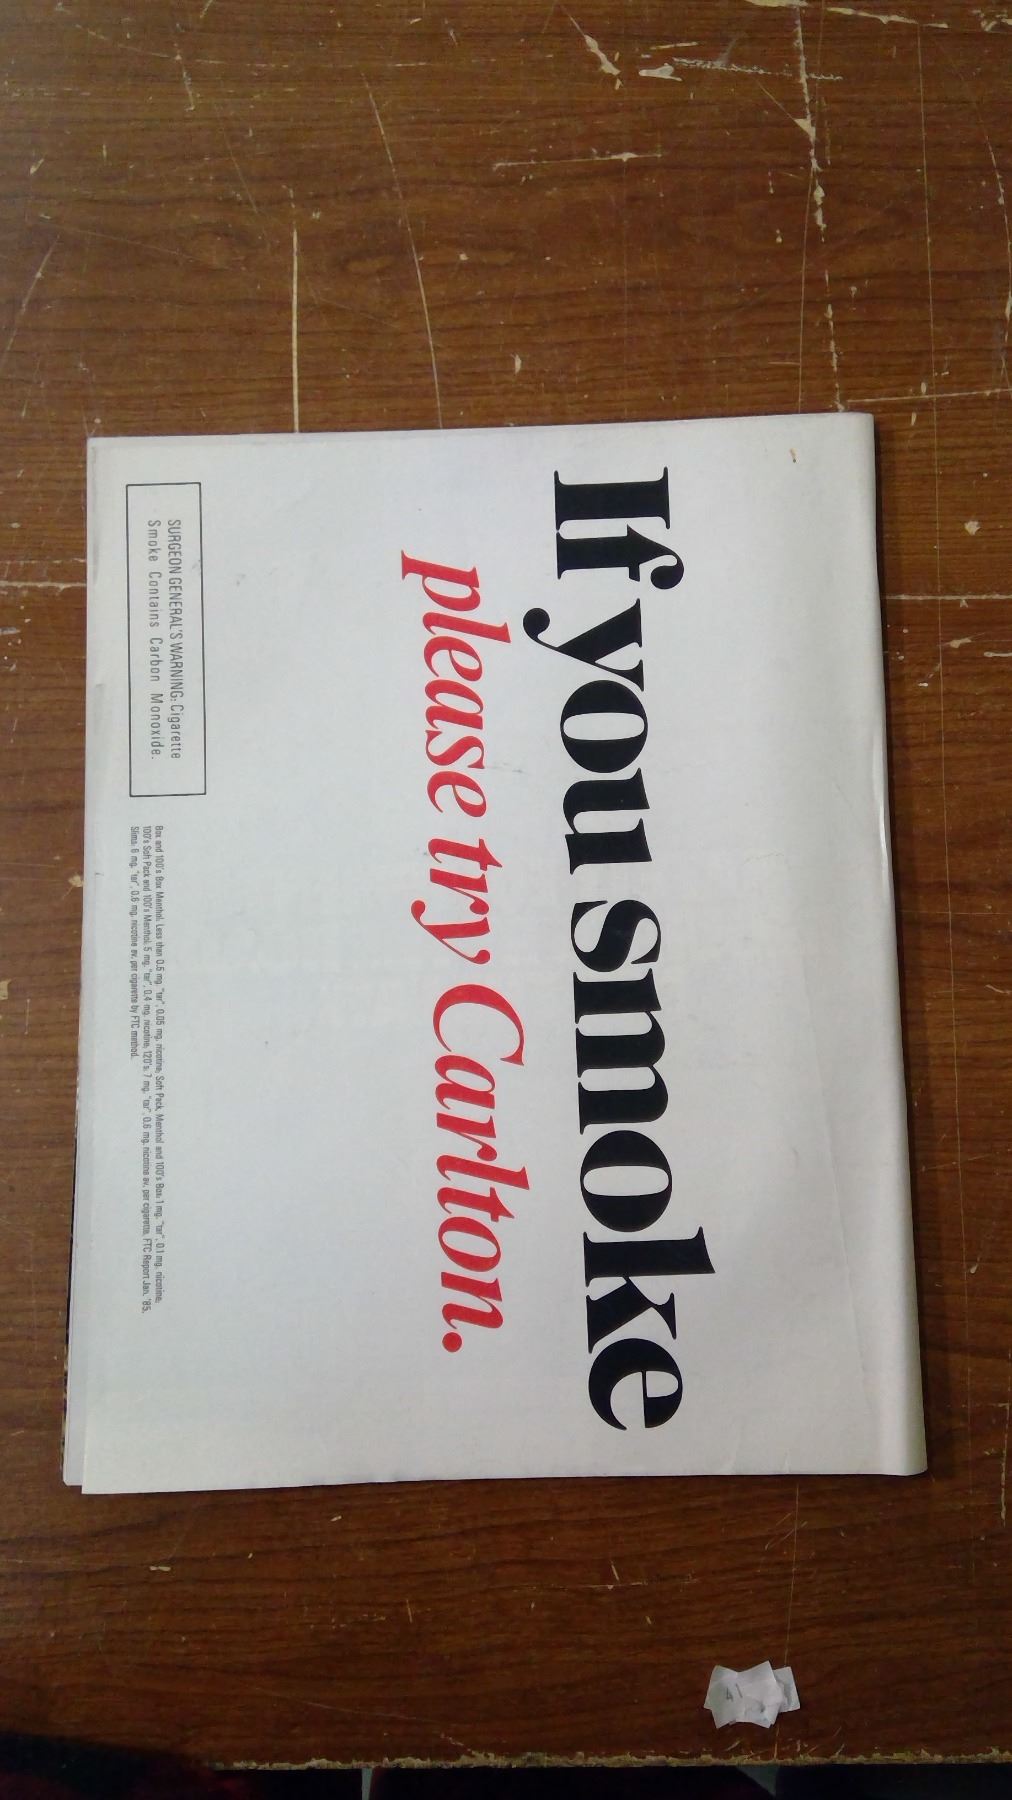 If you smoke
please try Carlton.
SURGEON GENERAL'S WARNING: Cigarette
Smoke Contains Carbon Monoxide.
Box and 100's Box Menthol: Less than 0.5 mg. "tar", 0.05 mg. nicotine; Soft Pack, Menthol and 100's Box: 1 mg. "tar", 0.1 mg. nicotine;
100's Soft Pack and 100's Menthol: 5 mg. "tar", 0.4 mg. nicotine; 120's: 7 mg. "tar", 0.6 mg. nicotine av. per cigarette, FTC Report Jan. '85.
Slims: 6 mg. "tar", 0.6 mg. nicotine av. per cigarette by FTC method.
41